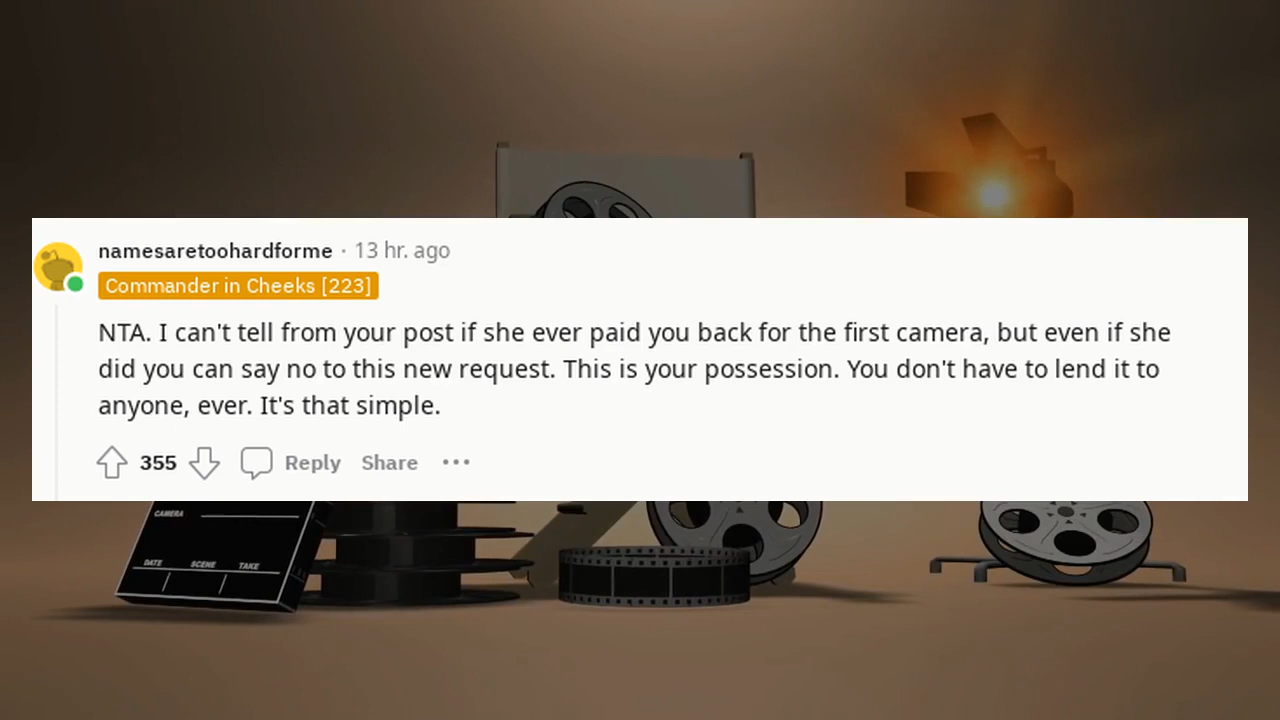 namesaretoohardforme · 13 hr. ago
Commander in Cheeks [223]
NTA. I can't tell from your post if she ever paid you back for the first camera, but even if she
did you can say no to this new request. This is your possession. You don't have to lend it to
anyone, ever. It's that simple.
355 Reply Share ···
CAMERA
DATE SCENE TAKE